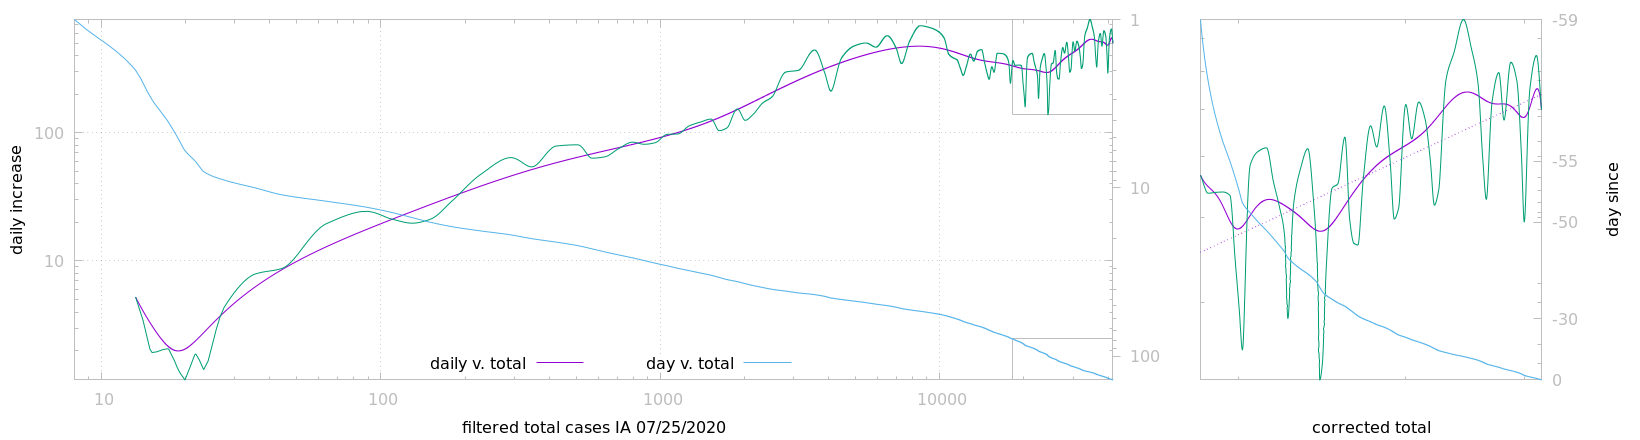 1
-59
100
10
10
-55
-50
-30
100
0
daily increase
day since
daily v. total
day v. total
10
100
1000
10000
filtered total cases IA 07/25/2020
corrected total